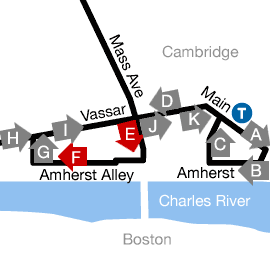 Mass Ave
Cambridge
Main
T
Vassar
D
A
H
I
E
J
K
G
F
C
B
Amherst Alley
Amherst
Charles River
Boston